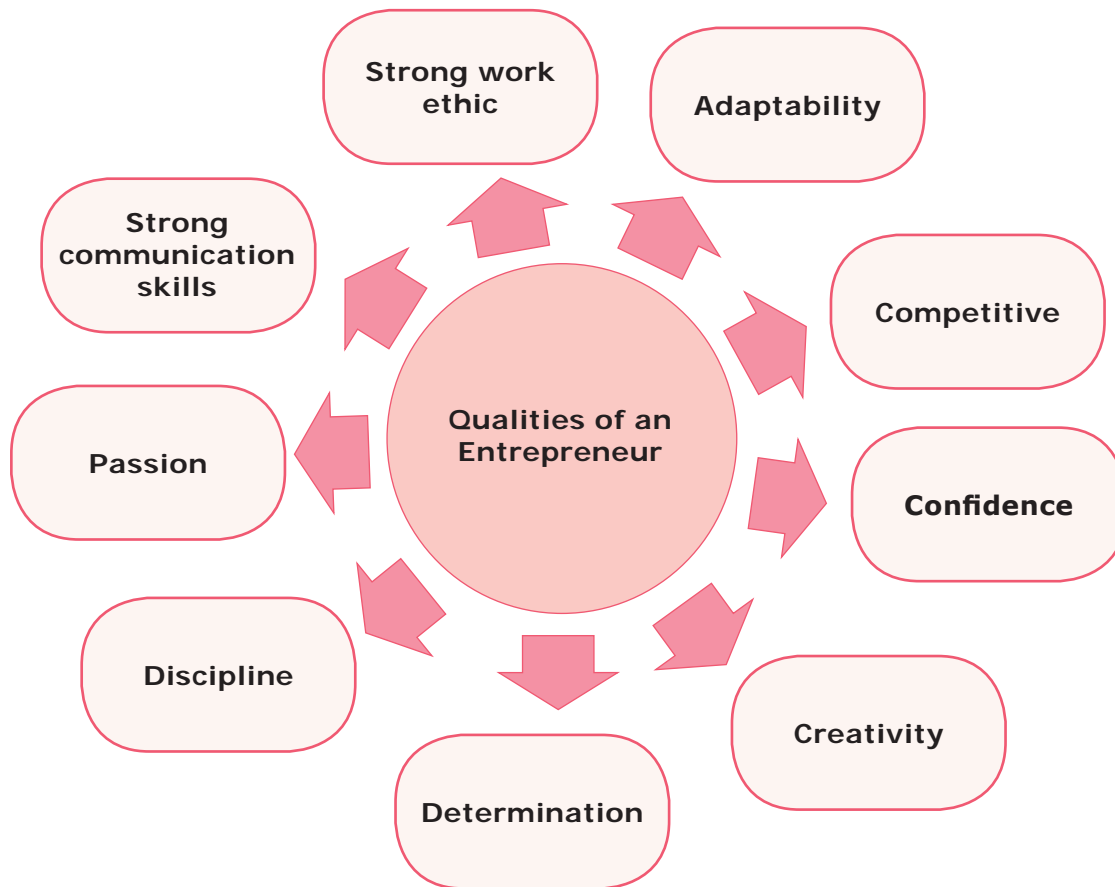 Strong work
ethic
Adaptability
Strong
communication
skills
Competitive
Qualities of an
Entrepreneur
Passion
Confidence
Discipline
Creativity
Determination